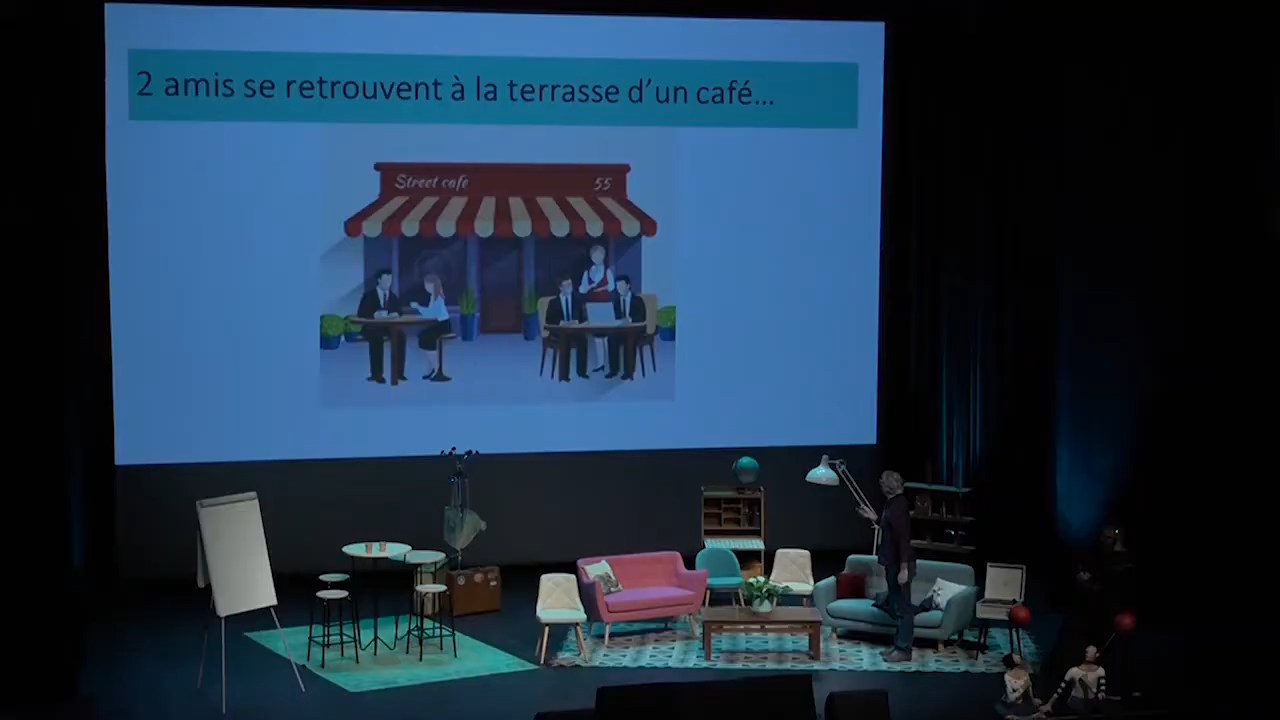 2 amis se retrouvent à la terrasse d'un café...
Street cafe 55